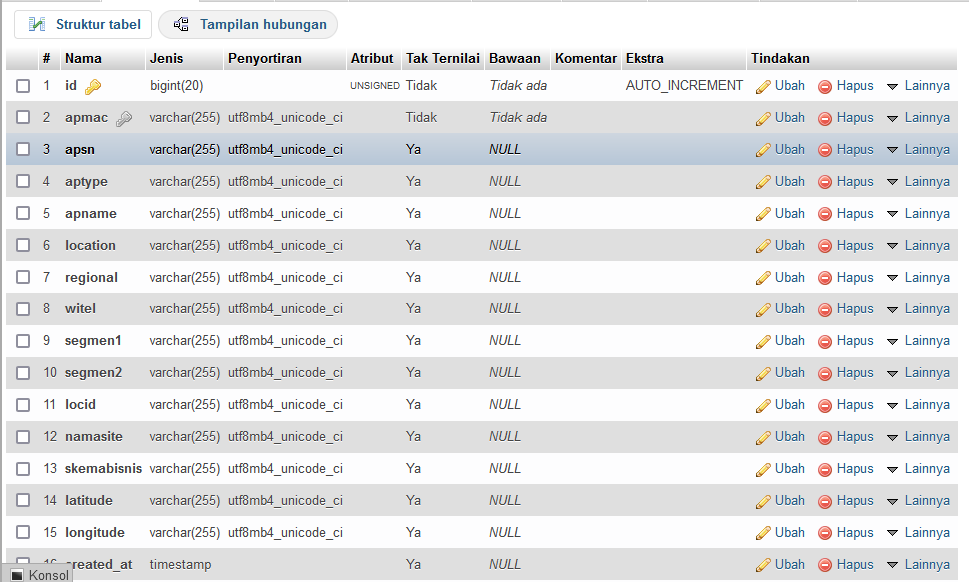 Struktur tabel Tampilan hubungan
# Nama Jenis Penyortiran Atribut Tak Ternilai Bawaan Komentar Ekstra Tindakan
1 id bigint(20) UNSIGNED Tidak Tidak ada AUTO_INCREMENT Ubah Hapus Lainnya
2 apmac varchar(255) utf8mb4_unicode_ci Tidak Tidak ada Ubah Hapus Lainnya
3 apsn varchar(255) utf8mb4_unicode_ci Ya NULL Ubah Hapus Lainnya
4 aptype varchar(255) utf8mb4_unicode_ci Ya NULL Ubah Hapus Lainnya
5 apname varchar(255) utf8mb4_unicode_ci Ya NULL Ubah Hapus Lainnya
6 location varchar(255) utf8mb4_unicode_ci Ya NULL Ubah Hapus Lainnya
7 regional varchar(255) utf8mb4_unicode_ci Ya NULL Ubah Hapus Lainnya
8 witel varchar(255) utf8mb4_unicode_ci Ya NULL Ubah Hapus Lainnya
9 segmen1 varchar(255) utf8mb4_unicode_ci Ya NULL Ubah Hapus Lainnya
10 segmen2 varchar(255) utf8mb4_unicode_ci Ya NULL Ubah Hapus Lainnya
11 locid varchar(255) utf8mb4_unicode_ci Ya NULL Ubah Hapus Lainnya
12 namasite varchar(255) utf8mb4_unicode_ci Ya NULL Ubah Hapus Lainnya
13 skemabisnis varchar(255) utf8mb4_unicode_ci Ya NULL Ubah Hapus Lainnya
14 latitude varchar(255) utf8mb4_unicode_ci Ya NULL Ubah Hapus Lainnya
15 longitude varchar(255) utf8mb4_unicode_ci Ya NULL Ubah Hapus Lainnya
16 created_at timestamp Ya NULL Ubah Hapus Lainnya
Konsol